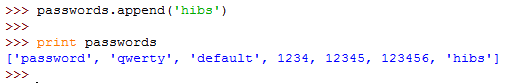 >>> passwords.append('hibs')
>>>
>>> print passwords
['password', 'qwerty', 'default', 1234, 12345, 123456, 'hibs']
>>>